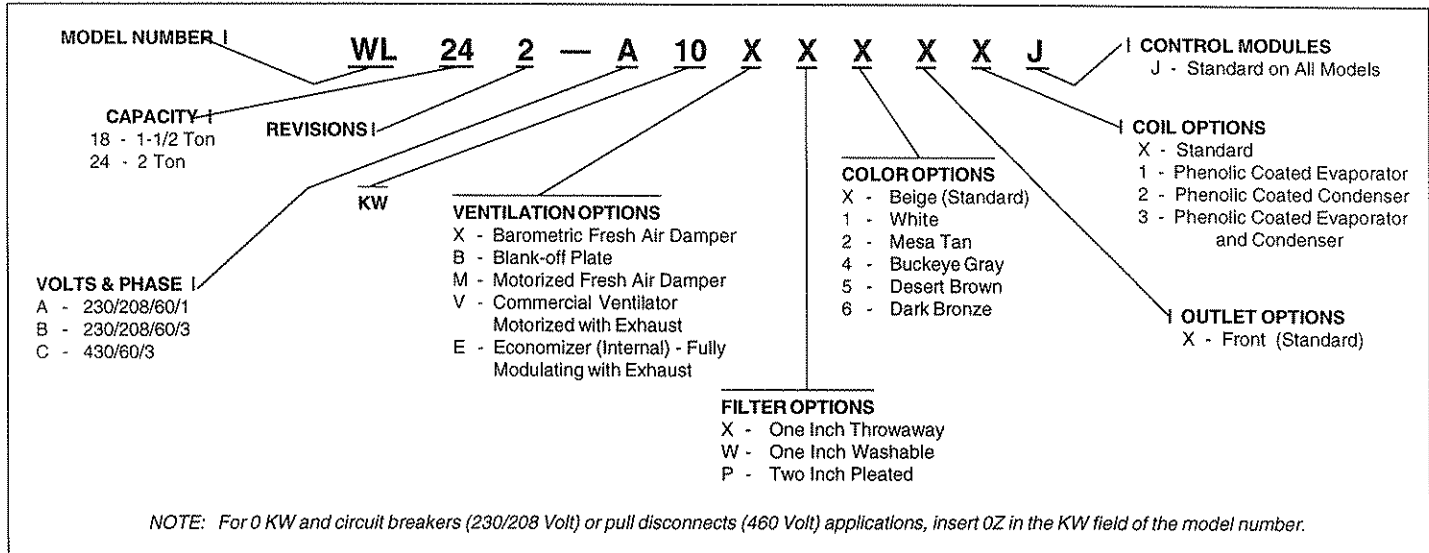 MODEL NUMBER
WL 24 2 — A 10 X X X X X J
CONTROL MODULES
J - Standard on All Models
CAPACITY
18 - 1-1/2 Ton
24 - 2 Ton
REVISIONS
KW
VOLTS & PHASE
A - 230/208/60/1
B - 230/208/60/3
C - 430/60/3
VENTILATION OPTIONS
X - Barometric Fresh Air Damper
B - Blank-off Plate
M - Motorized Fresh Air Damper
V - Commercial Ventilator
Motorized with Exhaust
E - Economizer (Internal) - Fully
Modulating with Exhaust
FILTER OPTIONS
X - One Inch Throwaway
W - One Inch Washable
P - Two Inch Pleated
COLOR OPTIONS
X - Beige (Standard)
1 - White
2 - Mesa Tan
4 - Buckeye Gray
5 - Desert Brown
6 - Dark Bronze
OUTLET OPTIONS
X - Front (Standard)
COIL OPTIONS
X - Standard
1 - Phenolic Coated Evaporator
2 - Phenolic Coated Condenser
3 - Phenolic Coated Evaporator
and Condenser
NOTE: For 0 KW and circuit breakers (230/208 Volt) or pull disconnects (460 Volt) applications, insert 0Z in the KW field of the model number.